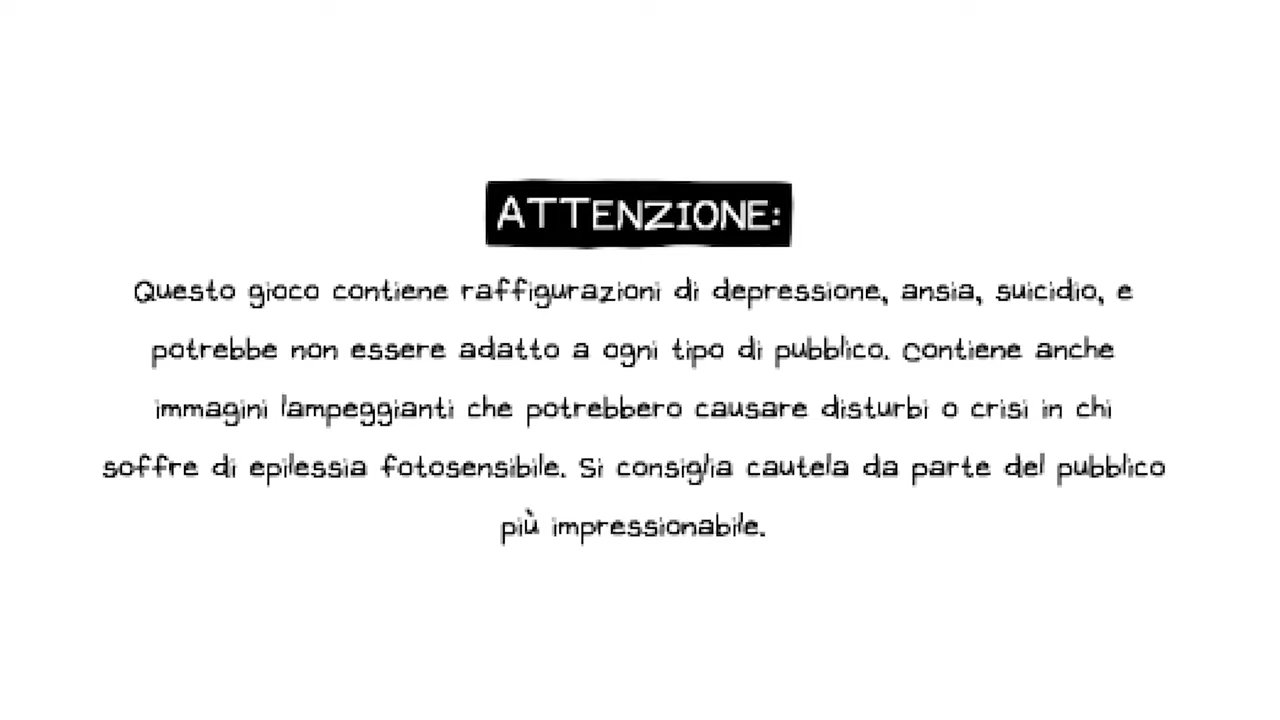 ATTENZIONE:
Questo gioco contiene raffigurazioni di depressione, ansia, suicidio, e
potrebbe non essere adatto a ogni tipo di pubblico. Contiene anche
immagini lampeggianti che potrebbero causare disturbi o crisi in chi
soffre di epilessia fotosensibile. Si consiglia cautela da parte del pubblico
più impressionabile.